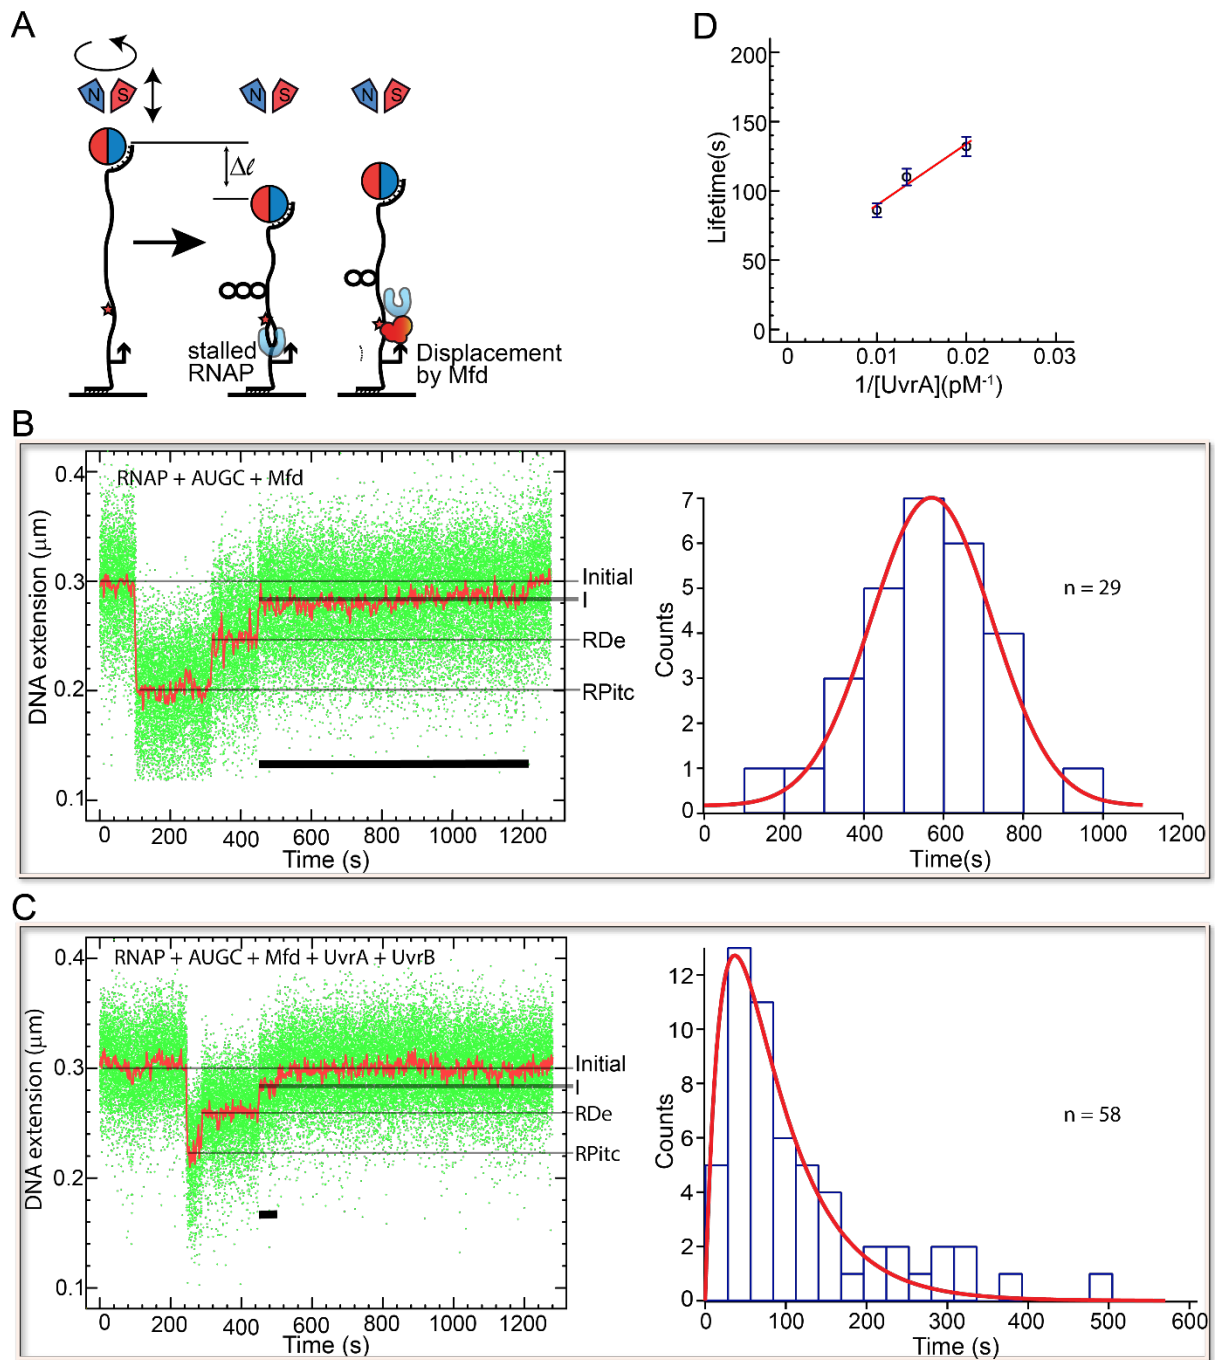 A
N S
N S
N S
Δℓ
stalled
RNAP
Displacement
by Mfd
D
200
150
100
50
0
Lifetime(s)
0 0.01 0.02 0.03
1/[UvrA](pM⁻¹)
B
RNAP + AUGC + Mfd
0.4
0.3
0.2
0.1
DNA extension (μm)
Initial
I
RDe
RPitc
0 200 400 600 800 1000 1200
Time (s)
7
6
5
4
3
2
1
0
Counts
n = 29
0 200 400 600 800 1000 1200
Time(s)
C
RNAP + AUGC + Mfd + UvrA + UvrB
0.4
0.3
0.2
0.1
DNA extension (μm)
Initial
I
RDe
RPitc
0 200 400 600 800 1000 1200
Time (s)
12
10
8
6
4
2
0
Counts
n = 58
0 100 200 300 400 500 600
Time (s)